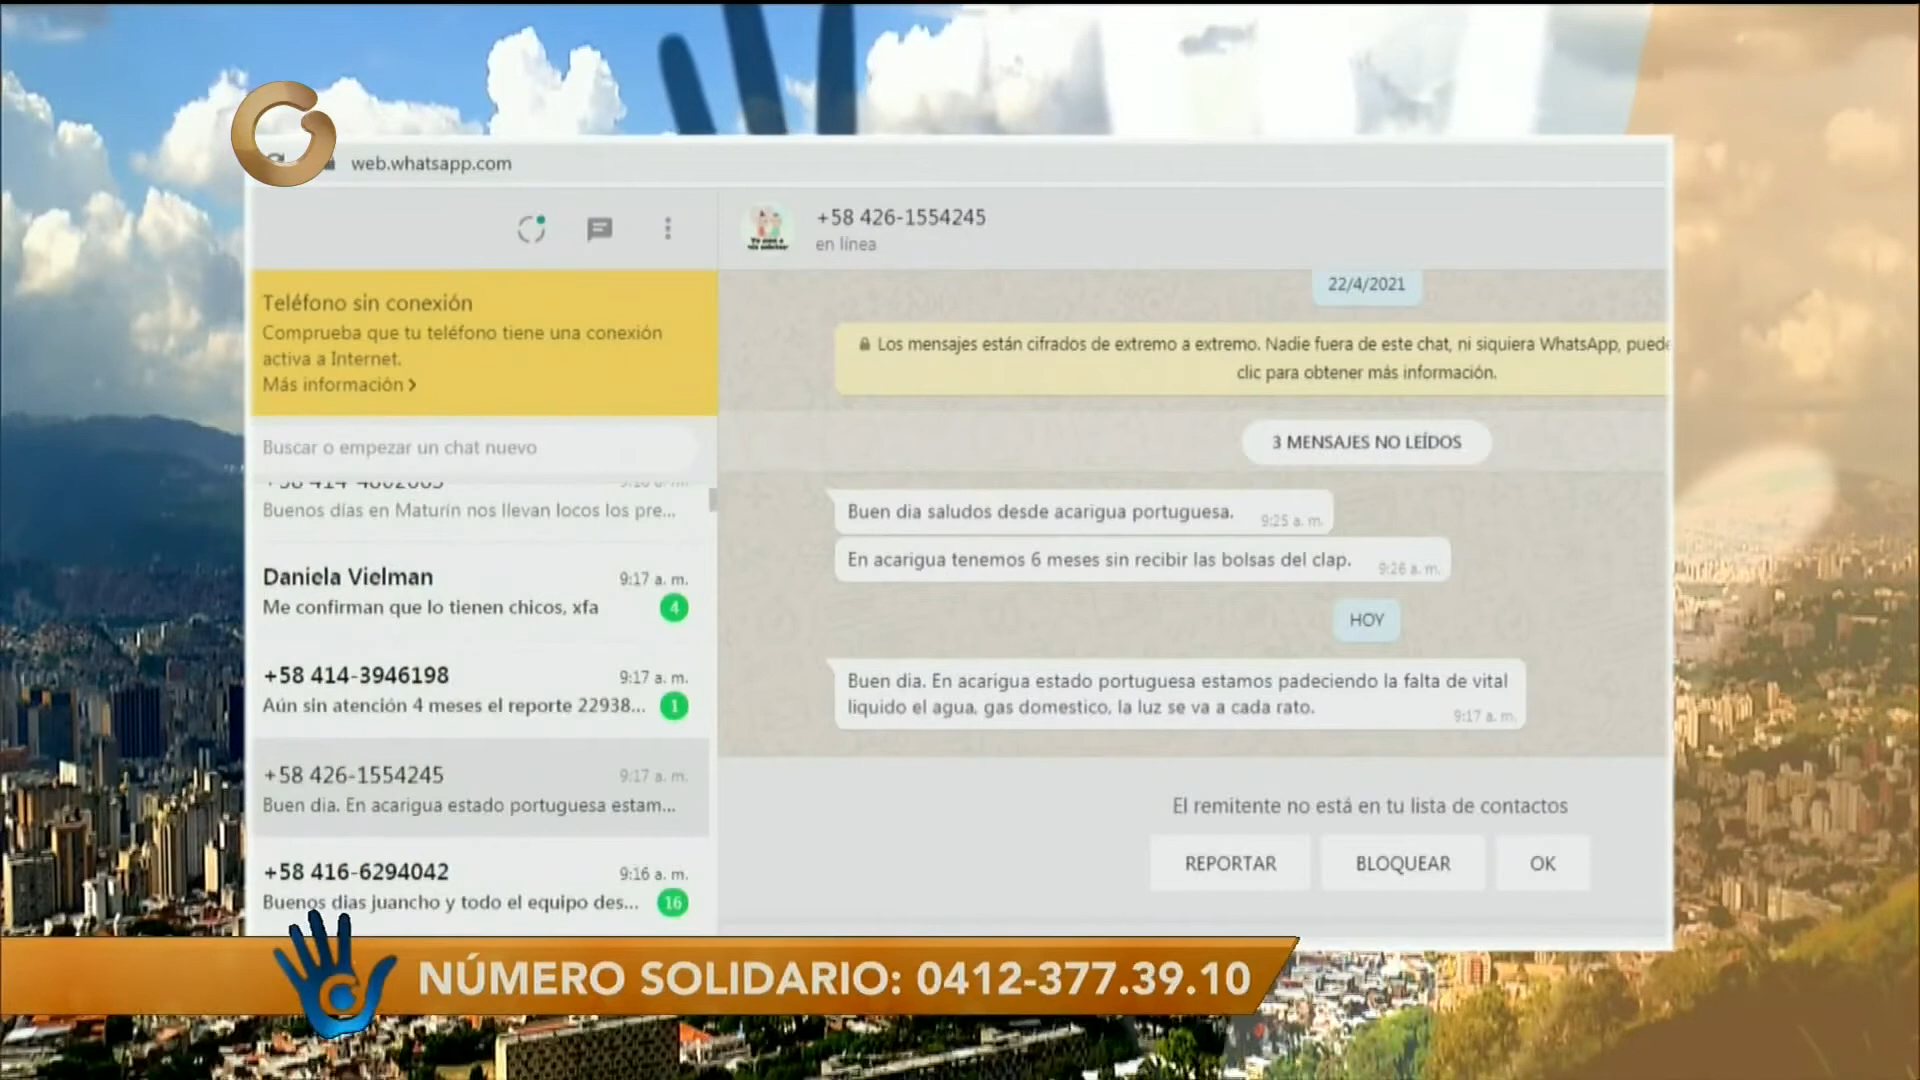 web.whatsapp.com
Teléfono sin conexión
Comprueba que tu teléfono tiene una conexión
activa a Internet.
Más información >
Buscar o empezar un chat nuevo
Buenos días en Maturín nos llevan locos los pre...
Daniela Vielman
9:17 a. m.
Me confirman que lo tienen chicos, xfa
4
+58 414-3946198
9:17 a. m.
Aún sin atención 4 meses el reporte 22938...
1
+58 426-1554245
9:17 a. m.
Buen dia. En acarigua estado portuguesa estam...
+58 416-6294042
9:16 a. m.
Buenos dias juancho y todo el equipo des...
16
+58 426-1554245
en línea
22/4/2021
Los mensajes están cifrados de extremo a extremo. Nadie fuera de este chat, ni siquiera WhatsApp, puede
clic para obtener más información.
3 MENSAJES NO LEÍDOS
Buen dia saludos desde acarigua portuguesa.
9:25 a. m.
En acarigua tenemos 6 meses sin recibir las bolsas del clap.
9:26 a. m.
HOY
Buen dia. En acarigua estado portuguesa estamos padeciendo la falta de vital
liquido el agua, gas domestico, la luz se va a cada rato.
9:17 a. m.
El remitente no está en tu lista de contactos
REPORTAR
BLOQUEAR
OK
NÚMERO SOLIDARIO: 0412-377.39.10